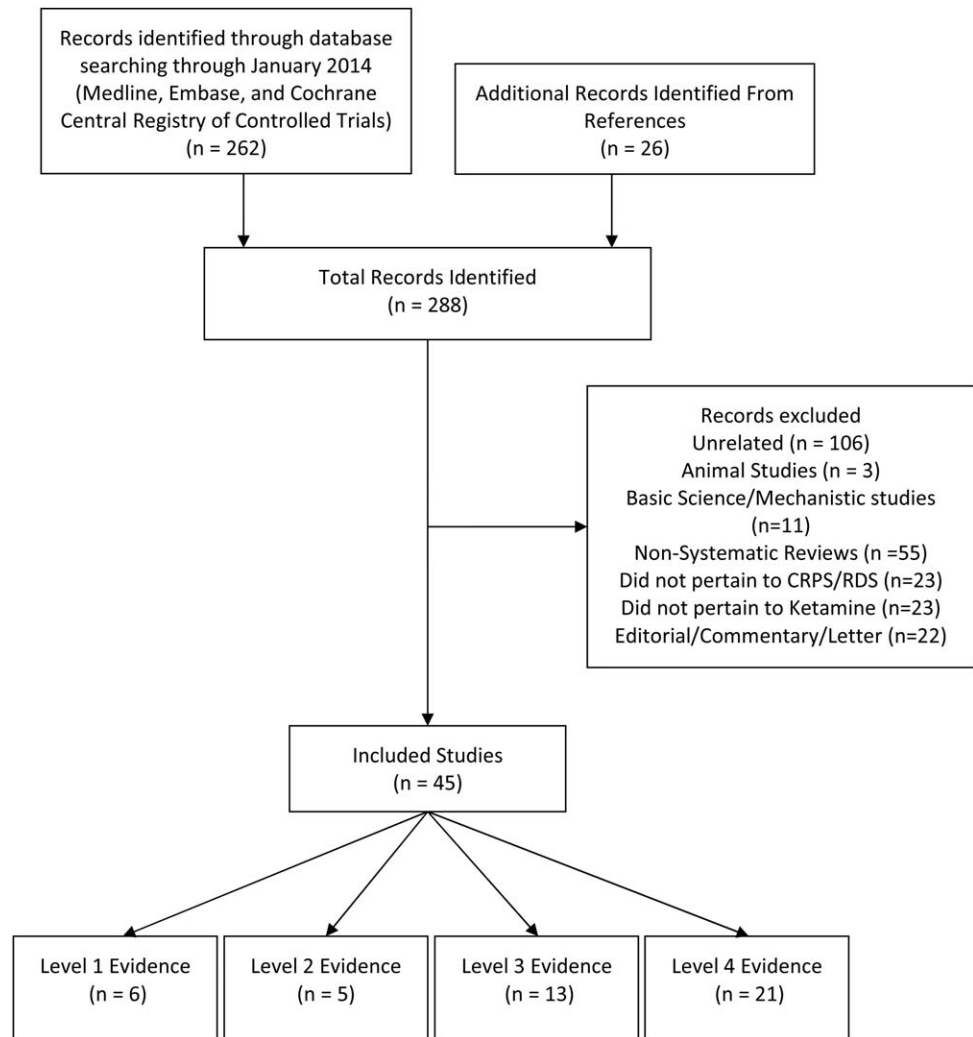 Records identified through database
searching through January 2014
(Medline, Embase, and Cochrane
Central Registry of Controlled Trials)
(n = 262)
Additional Records Identified From
References
(n = 26)
Total Records Identified
(n = 288)
Records excluded
Unrelated (n = 106)
Animal Studies (n = 3)
Basic Science/Mechanistic studies
(n=11)
Non-Systematic Reviews (n =55)
Did not pertain to CRPS/RDS (n=23)
Did not pertain to Ketamine (n=23)
Editorial/Commentary/Letter (n=22)
Included Studies
(n = 45)
Level 1 Evidence
(n = 6)
Level 2 Evidence
(n = 5)
Level 3 Evidence
(n = 13)
Level 4 Evidence
(n = 21)